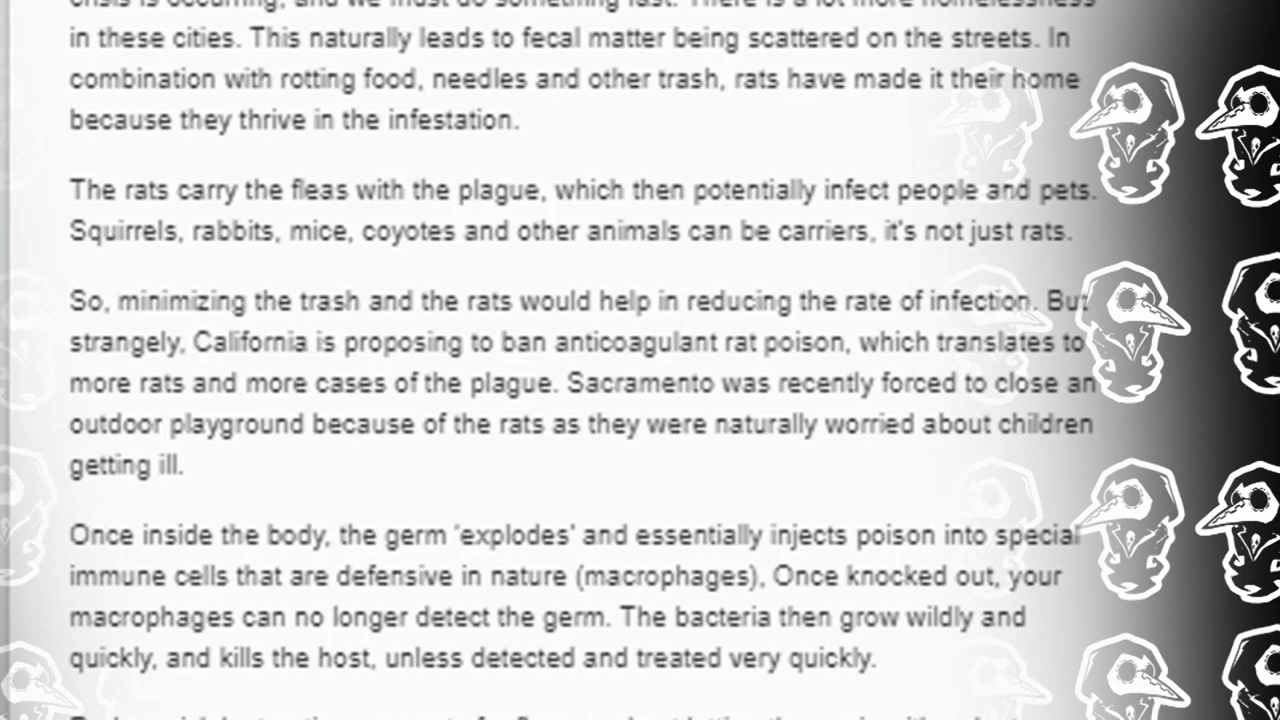 crisis is occurring, and we must do something fast. There is a lot more homelessness
in these cities. This naturally leads to fecal matter being scattered on the streets. In
combination with rotting food, needles and other trash, rats have made it their home
because they thrive in the infestation.
The rats carry the fleas with the plague, which then potentially infect people and pets.
Squirrels, rabbits, mice, coyotes and other animals can be carriers, it's not just rats.
So, minimizing the trash and the rats would help in reducing the rate of infection. But
strangely, California is proposing to ban anticoagulant rat poison, which translates to
more rats and more cases of the plague. Sacramento was recently forced to close an
outdoor playground because of the rats as they were naturally worried about children
getting ill.
Once inside the body, the germ 'explodes' and essentially injects poison into special
immune cells that are defensive in nature (macrophages), Once knocked out, your
macrophages can no longer detect the germ. The bacteria then grow wildly and
quickly, and kills the host, unless detected and treated very quickly.